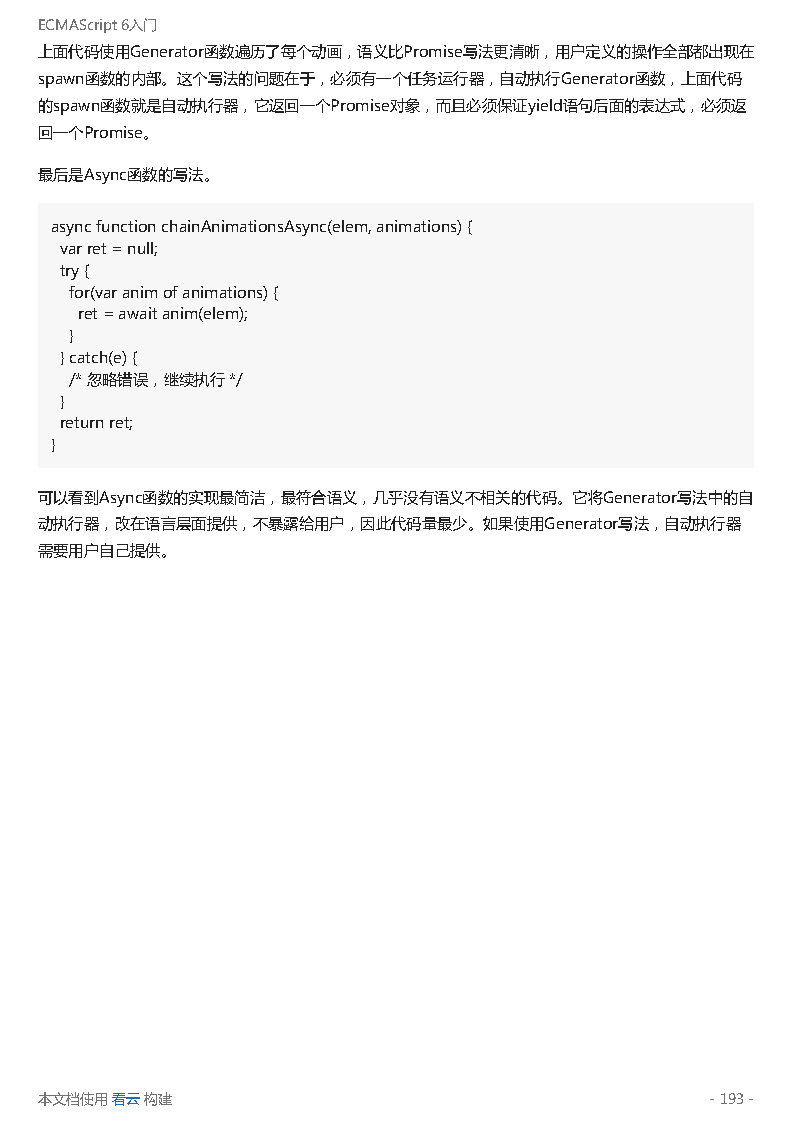 ECMAScript 6入门
上面代码使用Generator函数遍历了每个动画，语义比Promise写法更清晰，用户定义的操作全部都出现在
spawn函数的内部。这个写法的问题在于，必须有一个任务运行器，自动执行Generator函数，上面代码
的spawn函数就是自动执行器，它返回一个Promise对象，而且必须保证yield语句后面的表达式，必须返
回一个Promise。
最后是Async函数的写法。
async function chainAnimationsAsync(elem, animations) {
  var ret = null;
  try {
    for(var anim of animations) {
      ret = await anim(elem);
    }
  } catch(e) {
    /* 忽略错误，继续执行 */
  }
  return ret;
}
可以看到Async函数的实现最简洁，最符合语义，几乎没有语义不相关的代码。它将Generator写法中的自
动执行器，改在语言层面提供，不暴露给用户，因此代码量最少。如果使用Generator写法，自动执行器
需要用户自己提供。
本文档使用 看云 构建
- 193 -